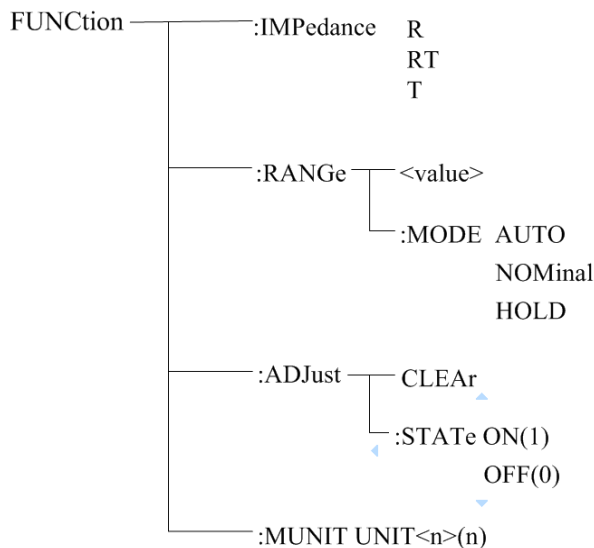 FUNCtion
:IMPedance R
RT
T
:RANGe <value>
:MODE AUTO
NOMinal
HOLD
:ADJust CLEAr
:STATe ON(1)
OFF(0)
:MUNIT UNIT<n>(n)